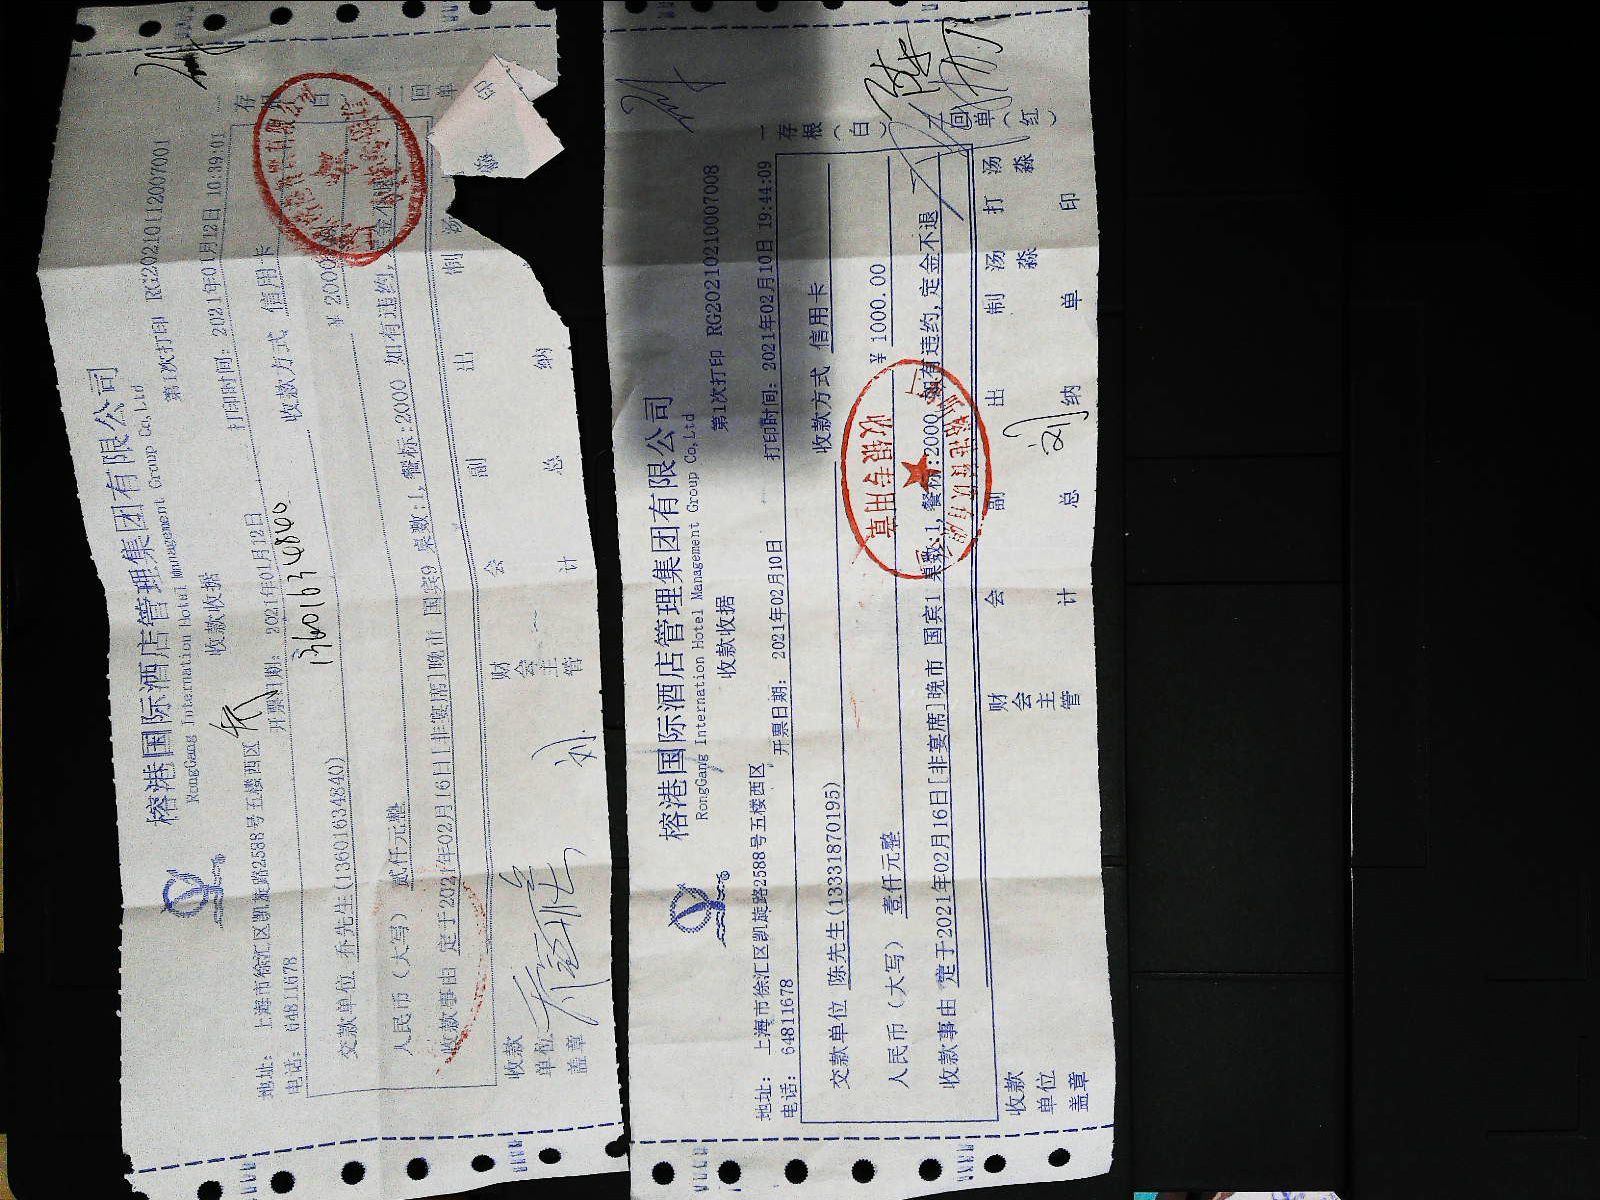 榕港国际酒店管理集团有限公司
RongGang International Hotel Management Group Co,Ltd
收款收据 第1次打印 RG20210112007001
地址: 上海市徐汇区凯旋路2588号五楼西区
电话: 64811678 开票日期: 2021年01月12日 打印时间: 2021年01月12日
13601634840
交款单位 乔先生(13601634840) 收款方式 信用卡
人民币(大写) 贰仟元整 ￥ 2000
收款事由 定于2021年02月16日[非宴席]晚市 国宾9 桌数:1,餐标:2000 如有违约,定金不退
收款单位盖章 财会主管 会计 副总 出纳 制
刘
存
二回单
榕港国际酒店管理集团有限公司
RongGang International Hotel Management Group Co,Ltd
收款收据 第1次打印 RG20210210007008
地址: 上海市徐汇区凯旋路2588号五楼西区
电话: 64811678 开票日期: 2021年02月10日 打印时间: 2021年02月10日 19:44:09
交款单位 陈先生(13331870195) 收款方式 信用卡
人民币(大写) 壹仟元整 ￥ 1000.00
收款事由 定于2021年02月16日[非宴席]晚市 国宾1 桌数:1,餐标:2000,如有违约,定金不退
收款单位盖章 财会主管 会计 副总 出纳 制单 汤淼 打印 汤淼
刘
一存根(白)
二回单(红)
收银专用章
陈